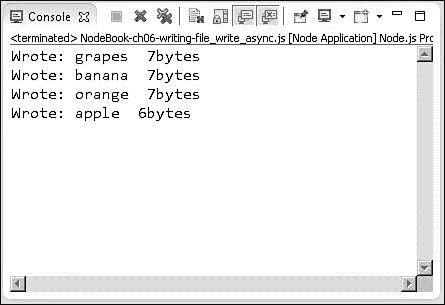 Console
<terminated> NodeBook-ch06-writing-file_write_async.js [Node Application] Node.js Pro
Wrote: grapes  7bytes
Wrote: banana  7bytes
Wrote: orange  7bytes
Wrote: apple  6bytes